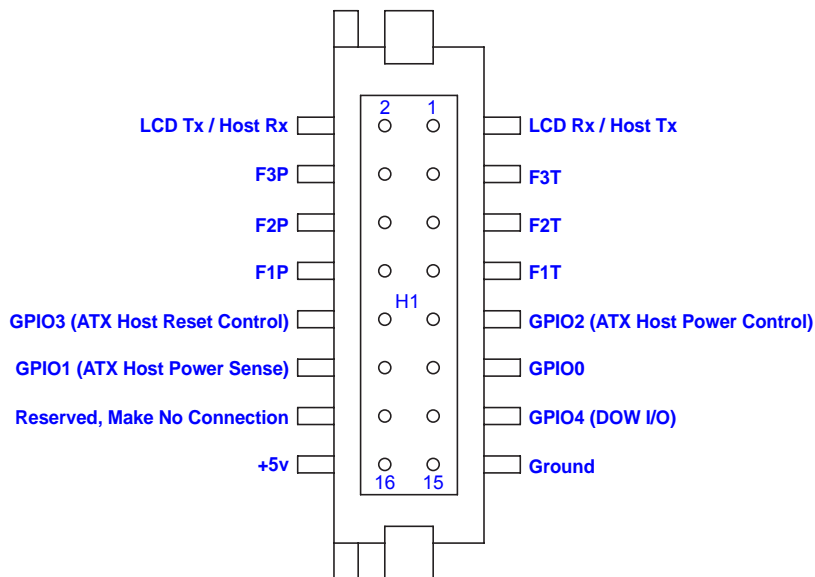 2 1
LCD Tx / Host Rx
LCD Rx / Host Tx
F3P
F3T
F2P
F2T
F1P
F1T
H1
GPIO3 (ATX Host Reset Control)
GPIO2 (ATX Host Power Control)
GPIO1 (ATX Host Power Sense)
GPIO0
Reserved, Make No Connection
GPIO4 (DOW I/O)
+5v
Ground
16 15